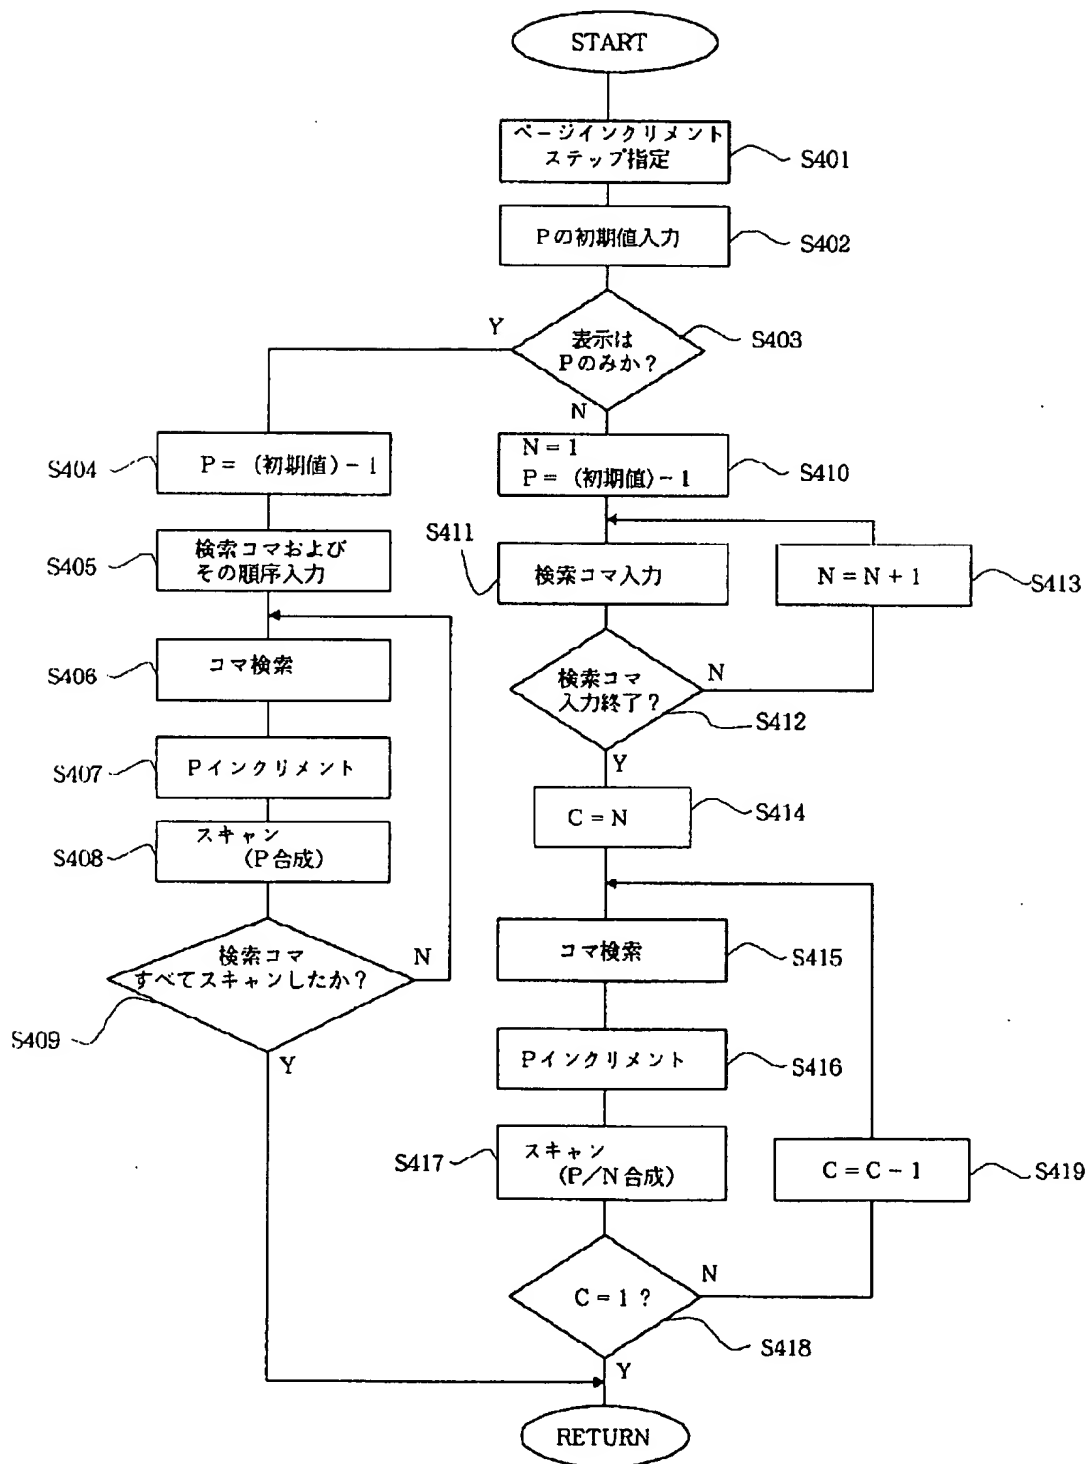 START
ページインクリメント
ステップ指定
S401
Pの初期値入力
S402
Y
表示は
Pのみか？
S403
N
S404
P = (初期値) - 1
N = 1
P = (初期値) - 1
S410
S405
検索コマおよび
その順序入力
S411
検索コマ入力
N = N + 1
S413
S406
コマ検索
検索コマ
入力終了？
N
S412
Y
S407
Pインクリメント
C = N
S414
S408
スキャン
(P合成)
検索コマ
すべてスキャンしたか？
N
S409
Y
コマ検索
S415
Pインクリメント
S416
S417
スキャン
(P／N合成)
C = C - 1
S419
C = 1 ?
N
S418
Y
RETURN